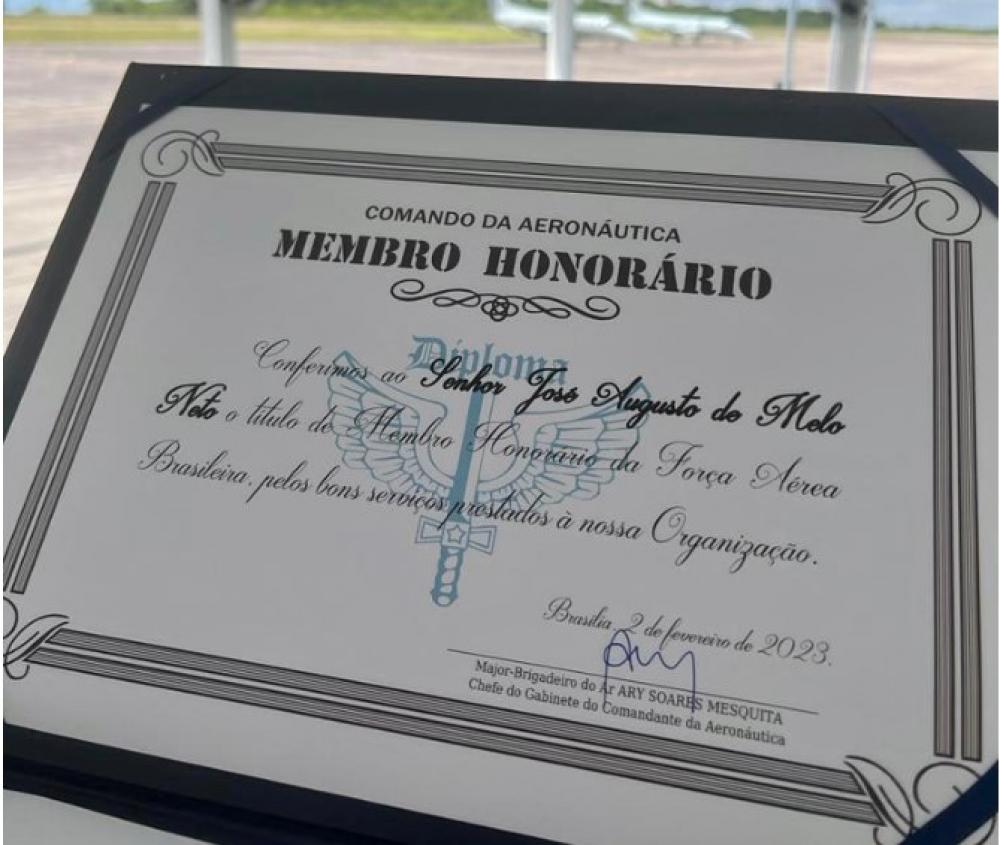 COMANDO DA AERONÁUTICA
MEMBRO HONORÁRIO
Diploma
Conferimos ao Senhor José Augusto de Melo
Neto o título de Membro Honorário da Força Aérea
Brasileira, pelos bons serviços prestados à nossa Organização.
Brasília, 2 de fevereiro de 2023.
Major-Brigadeiro do Ar ARY SOARES MESQUITA
Chefe do Gabinete do Comandante da Aeronáutica